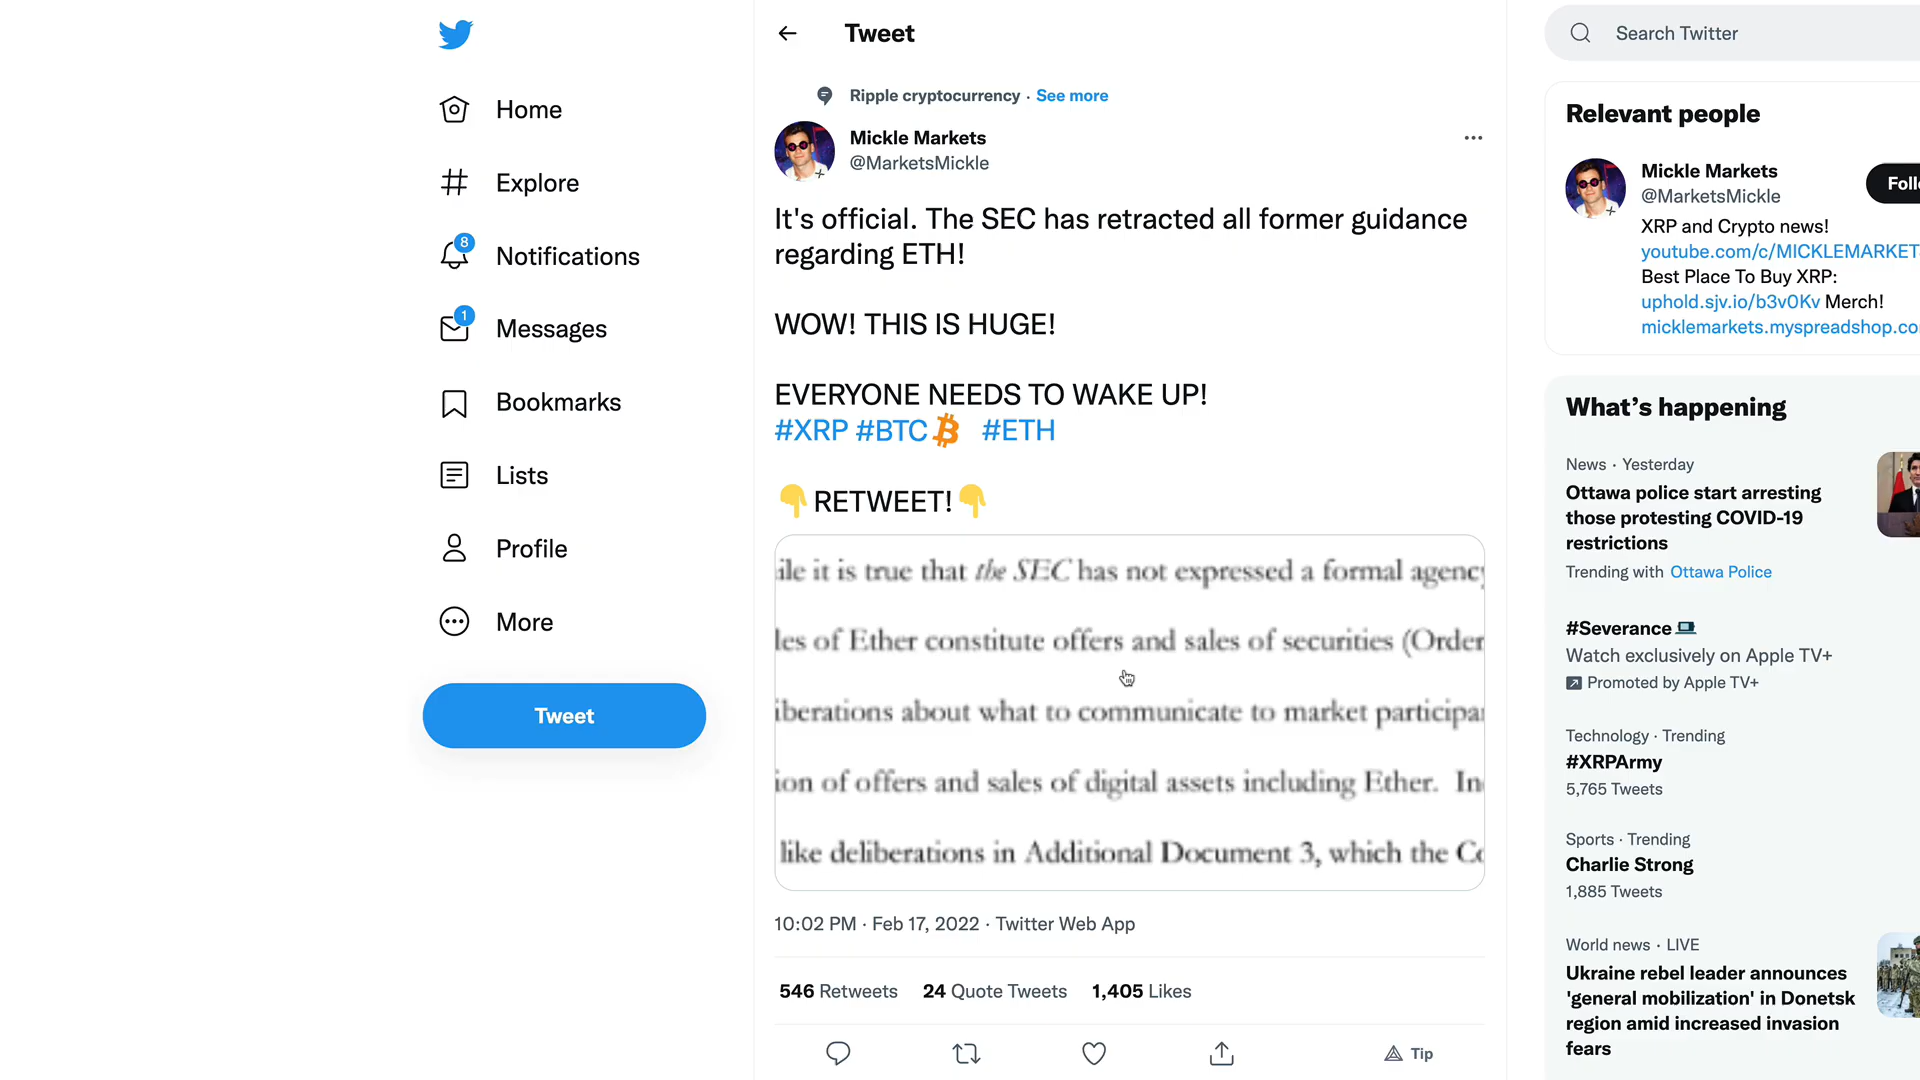 Tweet
Search Twitter
Ripple cryptocurrency · See more
Mickle Markets
@MarketsMickle
It's official. The SEC has retracted all former guidance
regarding ETH!
WOW! THIS IS HUGE!
EVERYONE NEEDS TO WAKE UP!
#XRP #BTC #ETH
RETWEET!
ile it is true that the SEC has not expressed a formal agency
les of Ether constitute offers and sales of securities (Order
iberations about what to communicate to market participa
ion of offers and sales of digital assets including Ether. In
like deliberations in Additional Document 3, which the Co
10:02 PM · Feb 17, 2022 · Twitter Web App
546 Retweets 24 Quote Tweets 1,405 Likes
Tip
Home
Explore
8
Notifications
1
Messages
Bookmarks
Lists
Profile
More
Tweet
Relevant people
Mickle Markets
@MarketsMickle
Foll
XRP and Crypto news!
youtube.com/c/MICKLEMARKET
Best Place To Buy XRP:
uphold.sjv.io/b3v0Kv Merch!
micklemarkets.myspreadshop.co
What's happening
News · Yesterday
Ottawa police start arresting
those protesting COVID-19
restrictions
Trending with Ottawa Police
#Severance
Watch exclusively on Apple TV+
Promoted by Apple TV+
Technology · Trending
#XRPArmy
5,765 Tweets
Sports · Trending
Charlie Strong
1,885 Tweets
World news · LIVE
Ukraine rebel leader announces
'general mobilization' in Donetsk
region amid increased invasion
fears